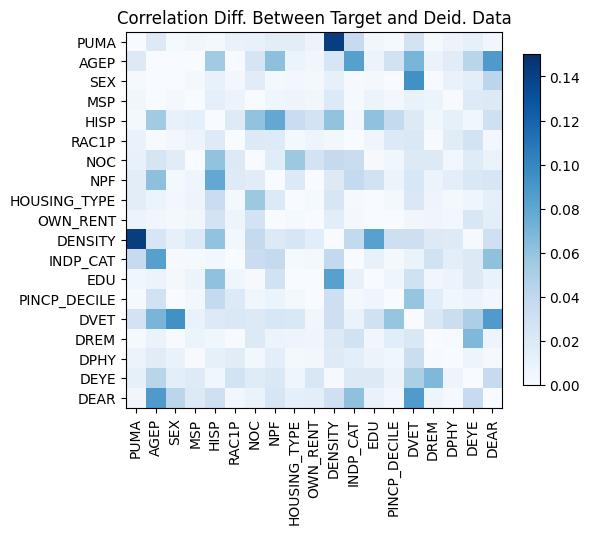 Correlation Diff. Between Target and Deid. Data
PUMA
AGEP
SEX
MSP
HISP
RAC1P
NOC
NPF
HOUSING_TYPE
OWN_RENT
DENSITY
INDP_CAT
EDU
PINCP_DECILE
DVET
DREM
DPHY
DEYE
DEAR
PUMA
AGEP
SEX
MSP
HISP
RAC1P
NOC
NPF
HOUSING_TYPE
OWN_RENT
DENSITY
INDP_CAT
EDU
PINCP_DECILE
DVET
DREM
DPHY
DEYE
DEAR
0.14
0.12
0.10
0.08
0.06
0.04
0.02
0.00